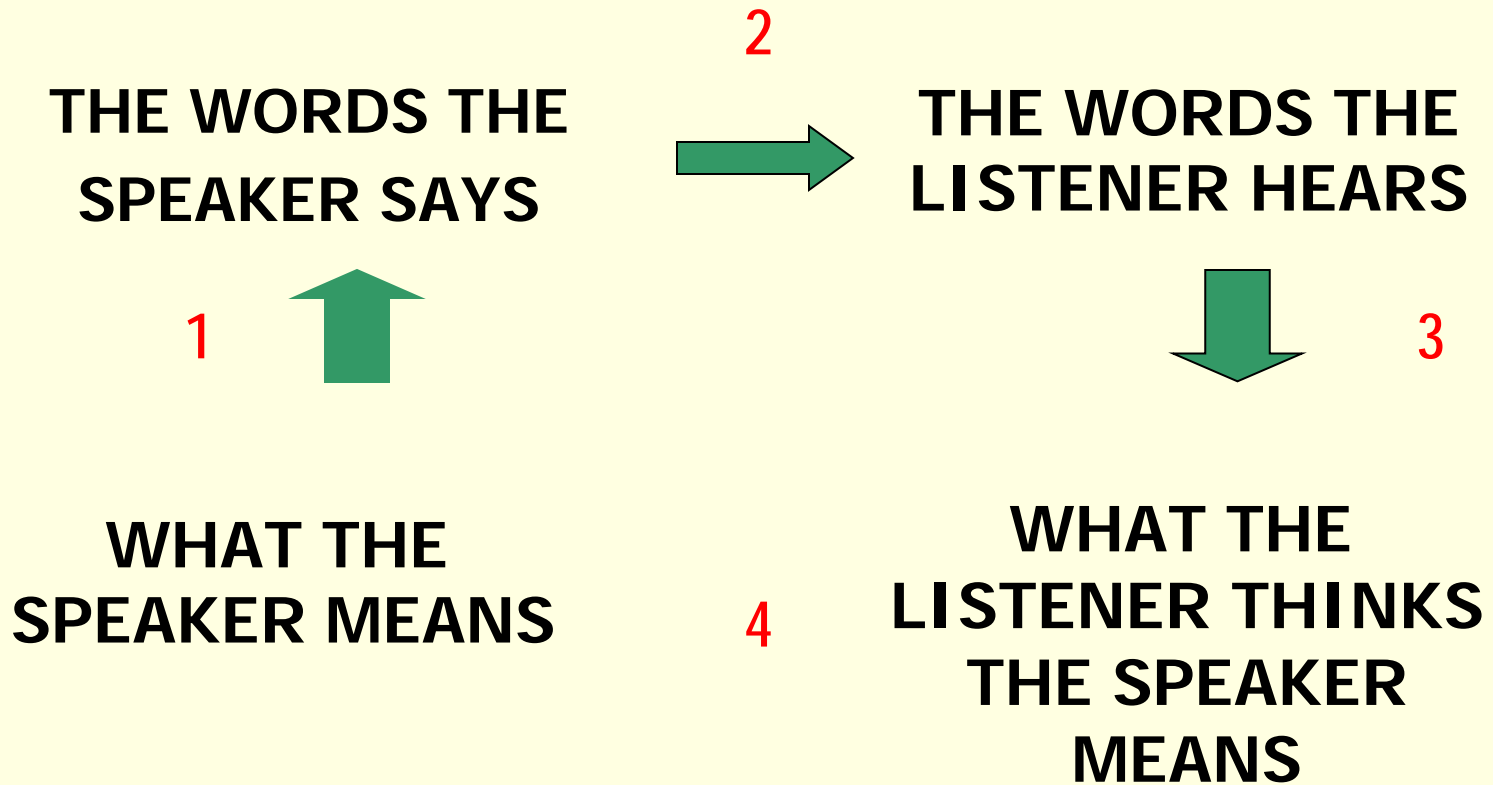 2
THE WORDS THE
SPEAKER SAYS
THE WORDS THE
LISTENER HEARS
1
3
WHAT THE
SPEAKER MEANS
4
WHAT THE
LISTENER THINKS
THE SPEAKER
MEANS